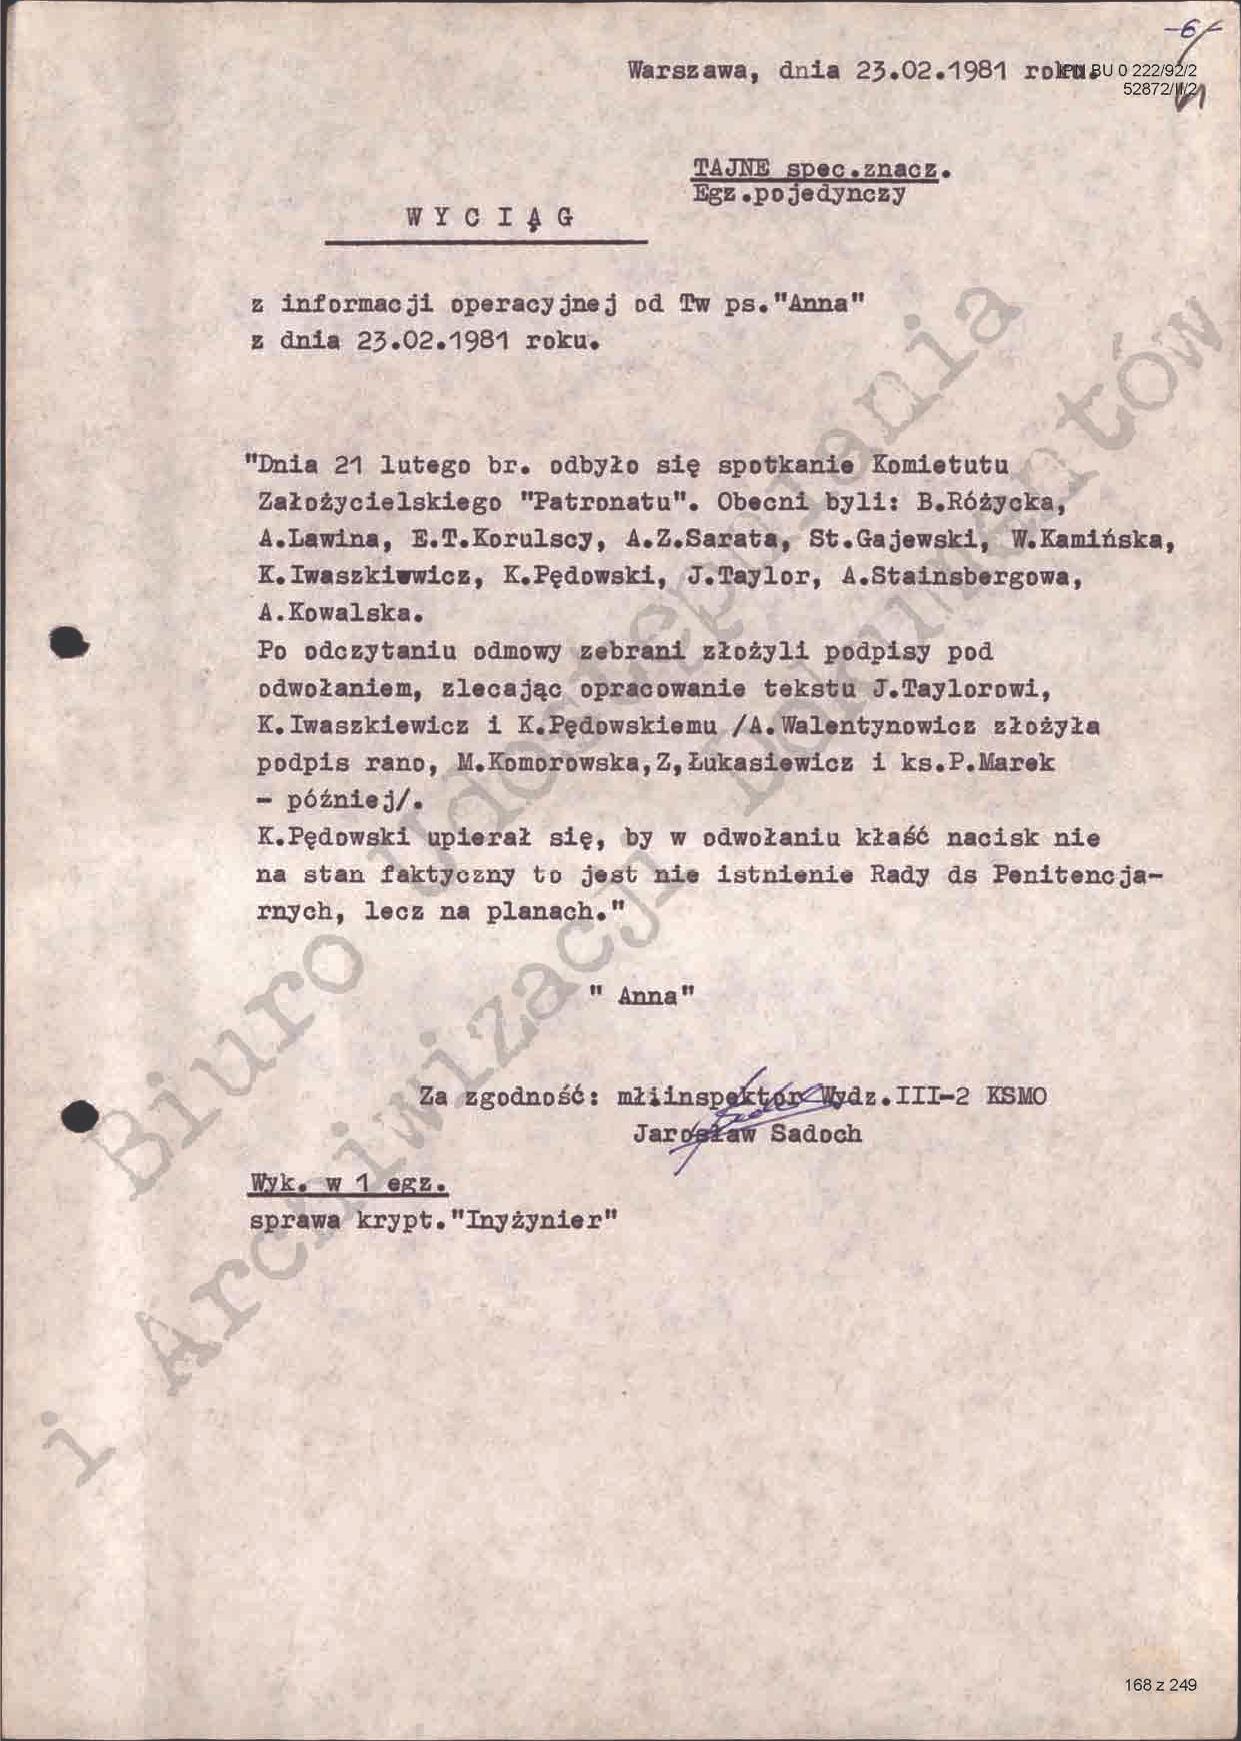 -6-
Warszawa, dnia 23.02.1981 roku.
IPN BU 0 222/92/2
52872/II/2
TAJNE spec.znacz.
Egz.pojedynczy
W Y C I Ą G
z informacji operacyjnej od Tw ps."Anna"
z dnia 23.02.1981 roku.
"Dnia 21 lutego br. odbyło się spotkanie Komietutu
Założycielskiego "Patronatu". Obecni byli: B.Różycka,
A.Lawina, E.T.Korulscy, A.Z.Sarata, St.Gajewski, W.Kamińska,
K.Iwaszkiewicz, K.Pędowski, J.Taylor, A.Stainsbergowa,
A.Kowalska.
Po odczytaniu odmowy zebrani złożyli podpisy pod
odwołaniem, zlecając opracowanie tekstu J.Taylorowi,
K.Iwaszkiewicz i K.Pędowskiemu /A.Walentynowicz złożyła
podpis rano, M.Komorowska,Z,Łukasiewicz i ks.P.Marek
- później/.
K.Pędowski upierał się, by w odwołaniu kłaść nacisk nie
na stan faktyczny to jest nie istnienie Rady ds Penitencja-
rnych, lecz na planach."
" Anna"
Za zgodność: młiinspektor Wydz.III-2 KSMO
Jarosław Sadoch
Wyk. w 1 egz.
sprawa krypt."Inyżynier"
Biuro Udostępniania
i Archiwizacji Dokumentów
168 z 249